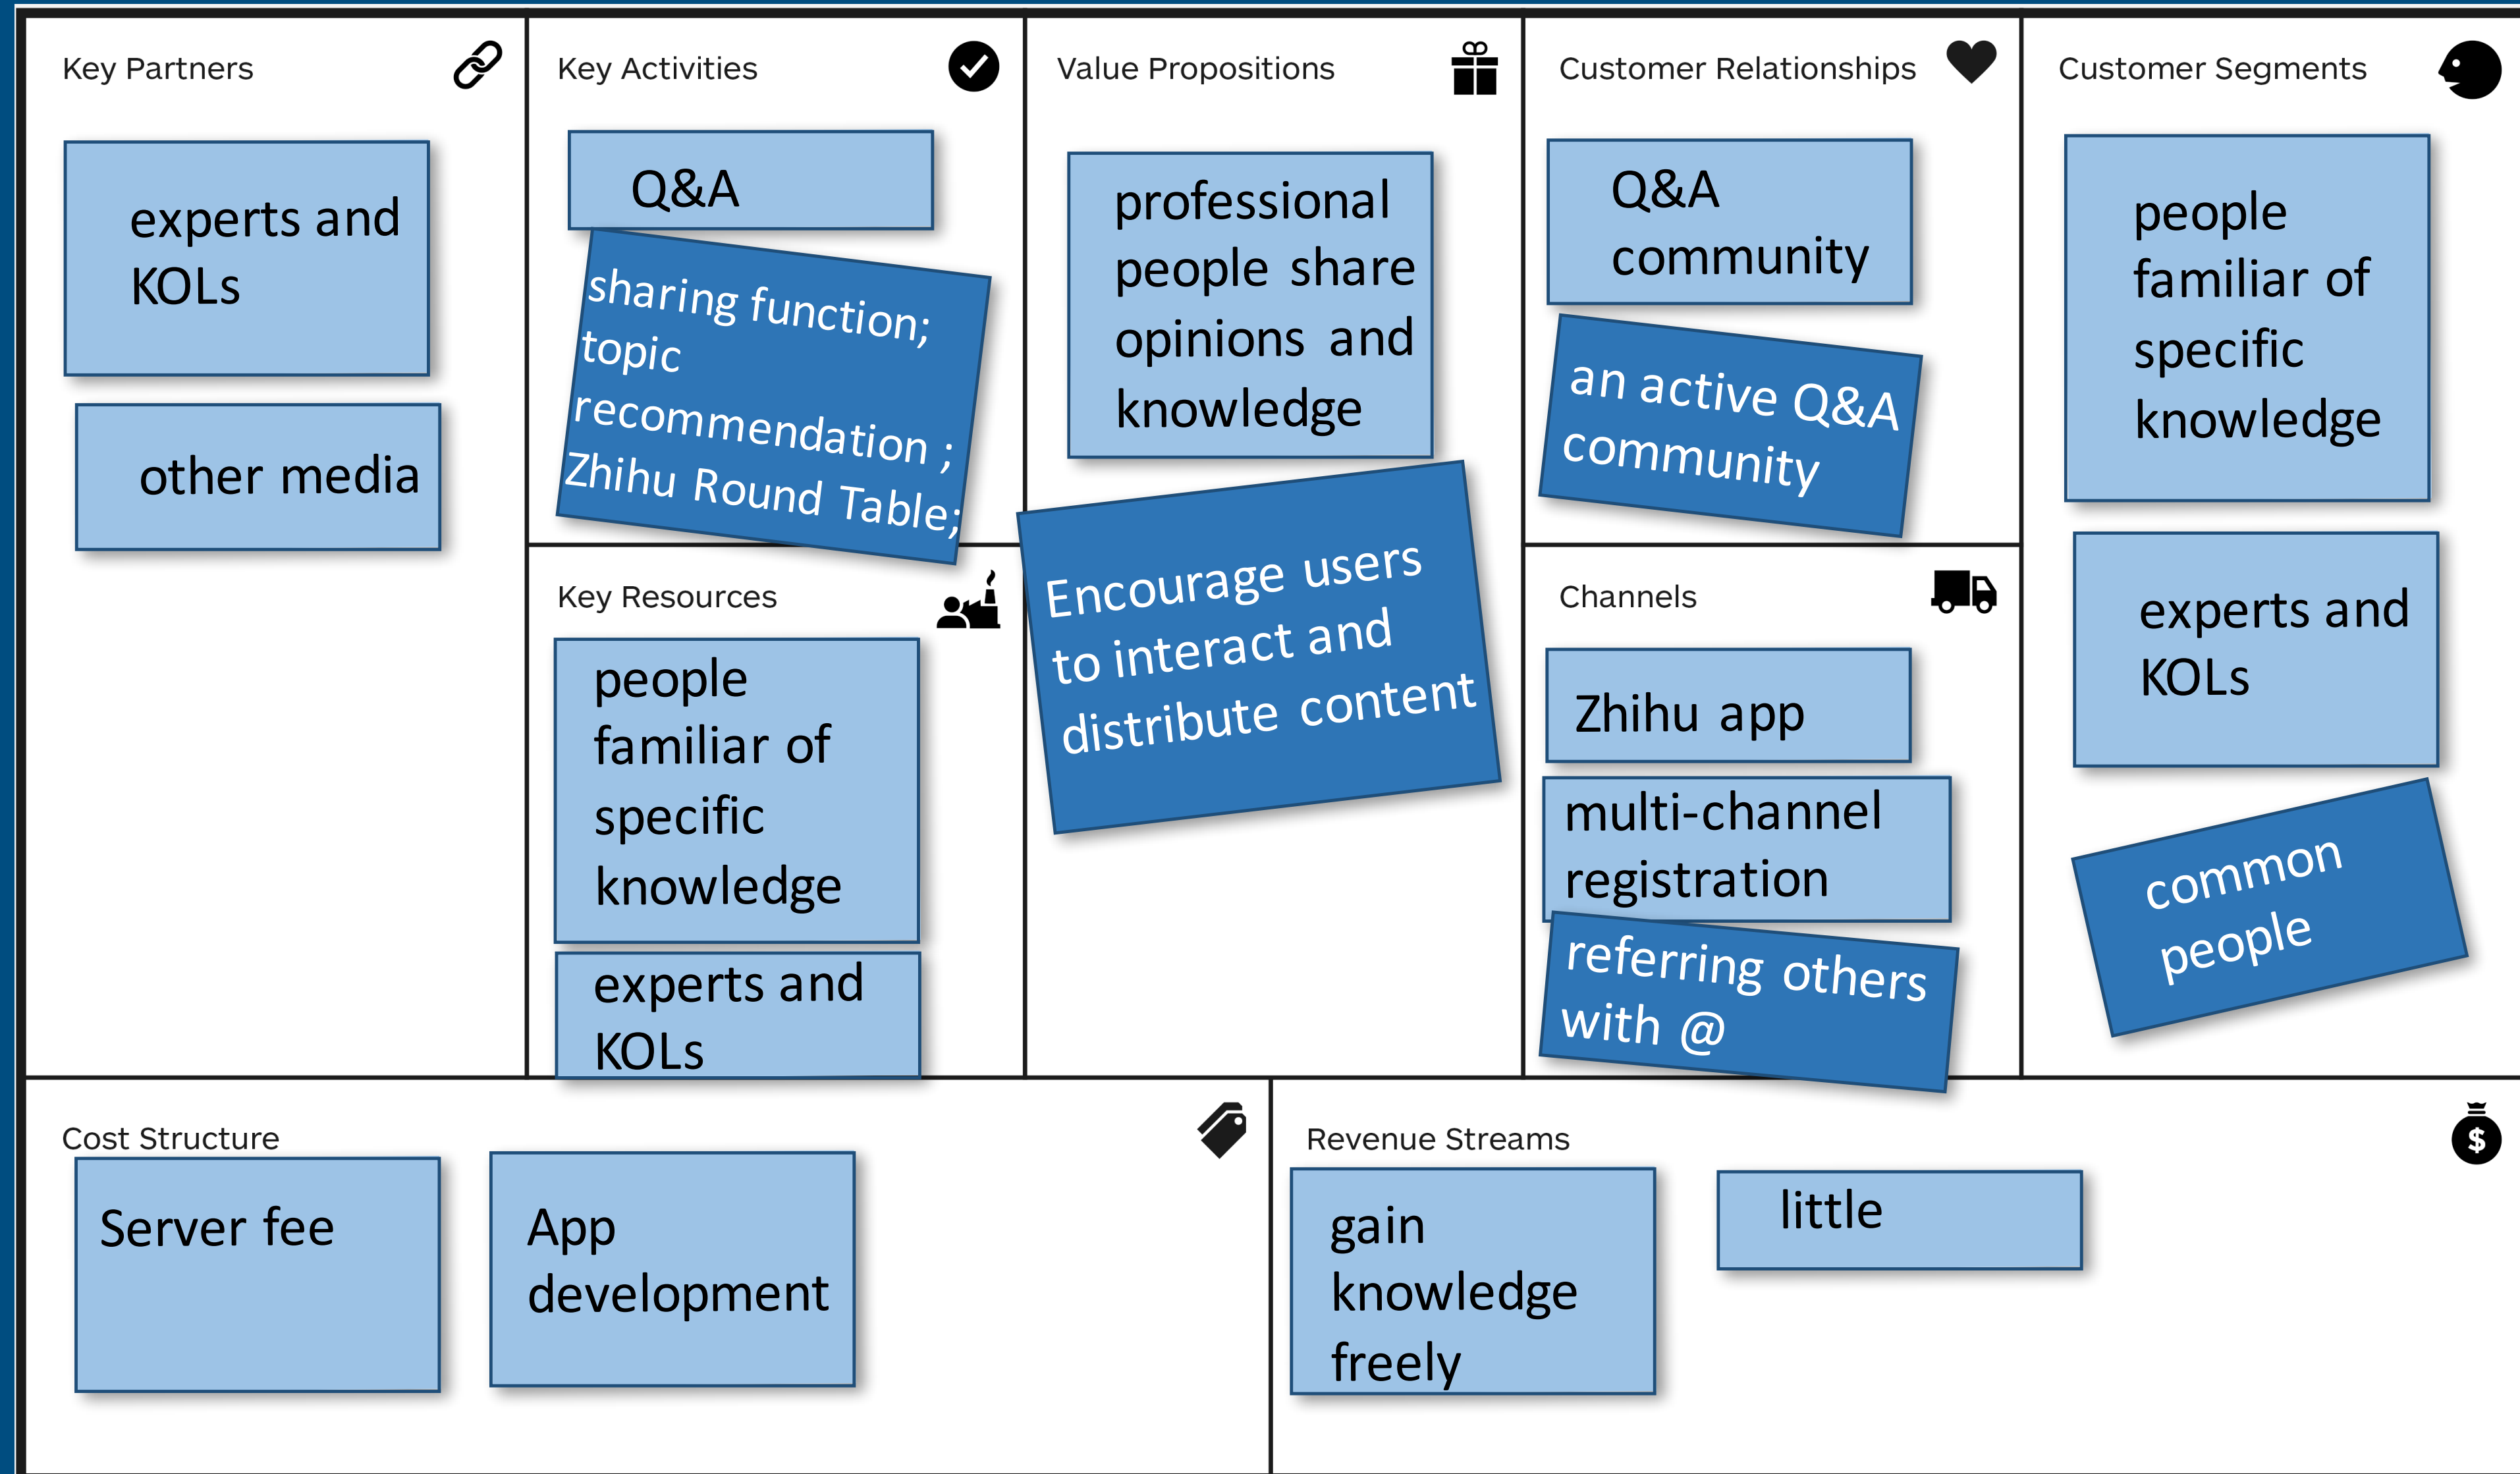 Key Partners
experts and
KOLs
other media
Key Activities
Q&A
sharing function;
topic
recommendation ;
Zhihu Round Table;
Key Resources
people
familiar of
specific
knowledge
experts and
KOLs
Value Propositions
professional
people share
opinions and
knowledge
Encourage users
to interact and
distribute content
Customer Relationships
Q&A
community
an active Q&A
community
Channels
Zhihu app
multi-channel
registration
referring others
with @
Customer Segments
people
familiar of
specific
knowledge
experts and
KOLs
common
people
Cost Structure
Server fee
App
development
Revenue Streams
gain
knowledge
freely
little
$